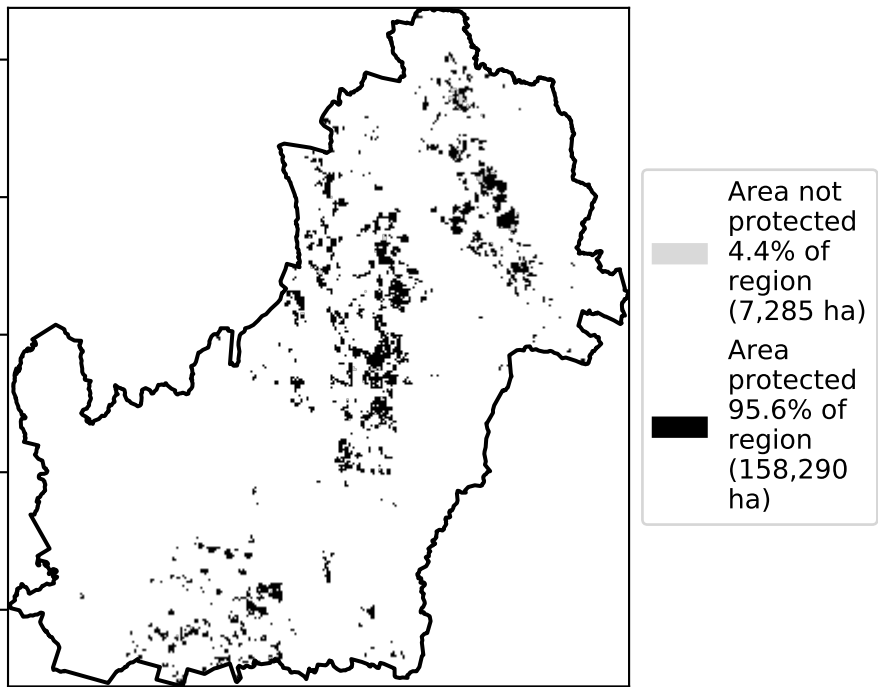 Area not
protected
4.4% of
region
(7,285 ha)
Area
protected
95.6% of
region
(158,290
ha)